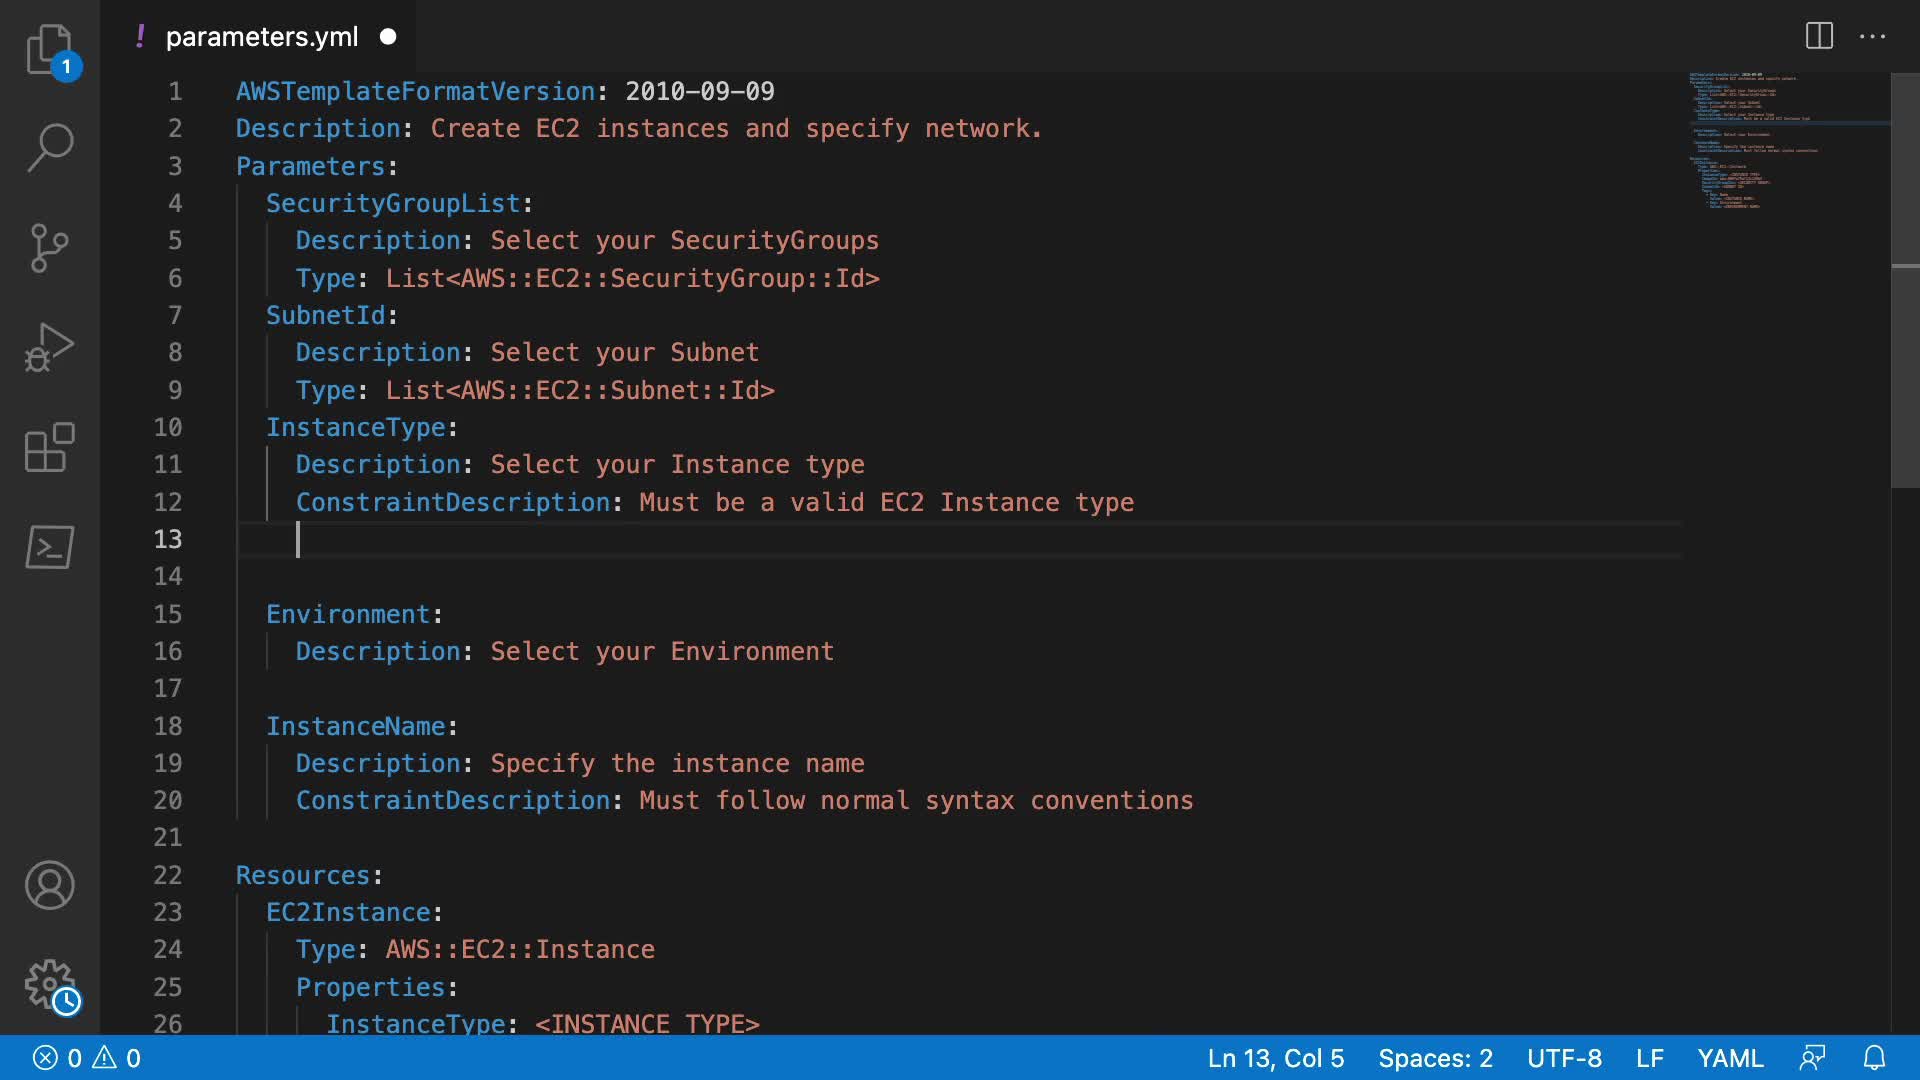 ! parameters.yml
1
1 AWSTemplateFormatVersion: 2010-09-09
2 Description: Create EC2 instances and specify network.
3 Parameters:
4 SecurityGroupList:
5 Description: Select your SecurityGroups
6 Type: List<AWS::EC2::SecurityGroup::Id>
7 SubnetId:
8 Description: Select your Subnet
9 Type: List<AWS::EC2::Subnet::Id>
10 InstanceType:
11 Description: Select your Instance type
12 ConstraintDescription: Must be a valid EC2 Instance type
13
14
15 Environment:
16 Description: Select your Environment
17
18 InstanceName:
19 Description: Specify the instance name
20 ConstraintDescription: Must follow normal syntax conventions
21
22 Resources:
23 EC2Instance:
24 Type: AWS::EC2::Instance
25 Properties:
26 InstanceType: <INSTANCE TYPE>
0 0 Ln 13, Col 5 Spaces: 2 UTF-8 LF YAML